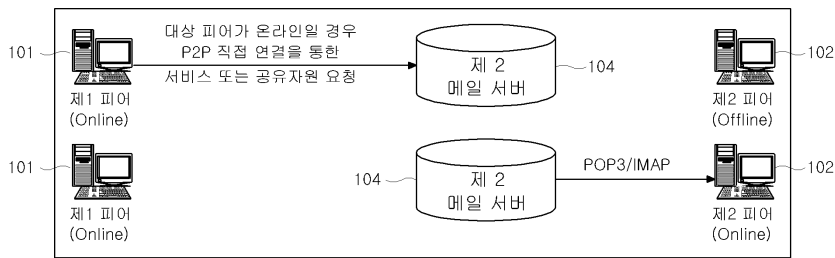 대상 피어가 온라인일 경우
P2P 직접 연결을 통한
서비스 또는 공유자원 요청
101
제1 피어
(Online)
제 2
메일 서버
104
102
제2 피어
(Offline)
101
제1 피어
(Online)
104
제 2
메일 서버
POP3/IMAP
102
제2 피어
(Online)